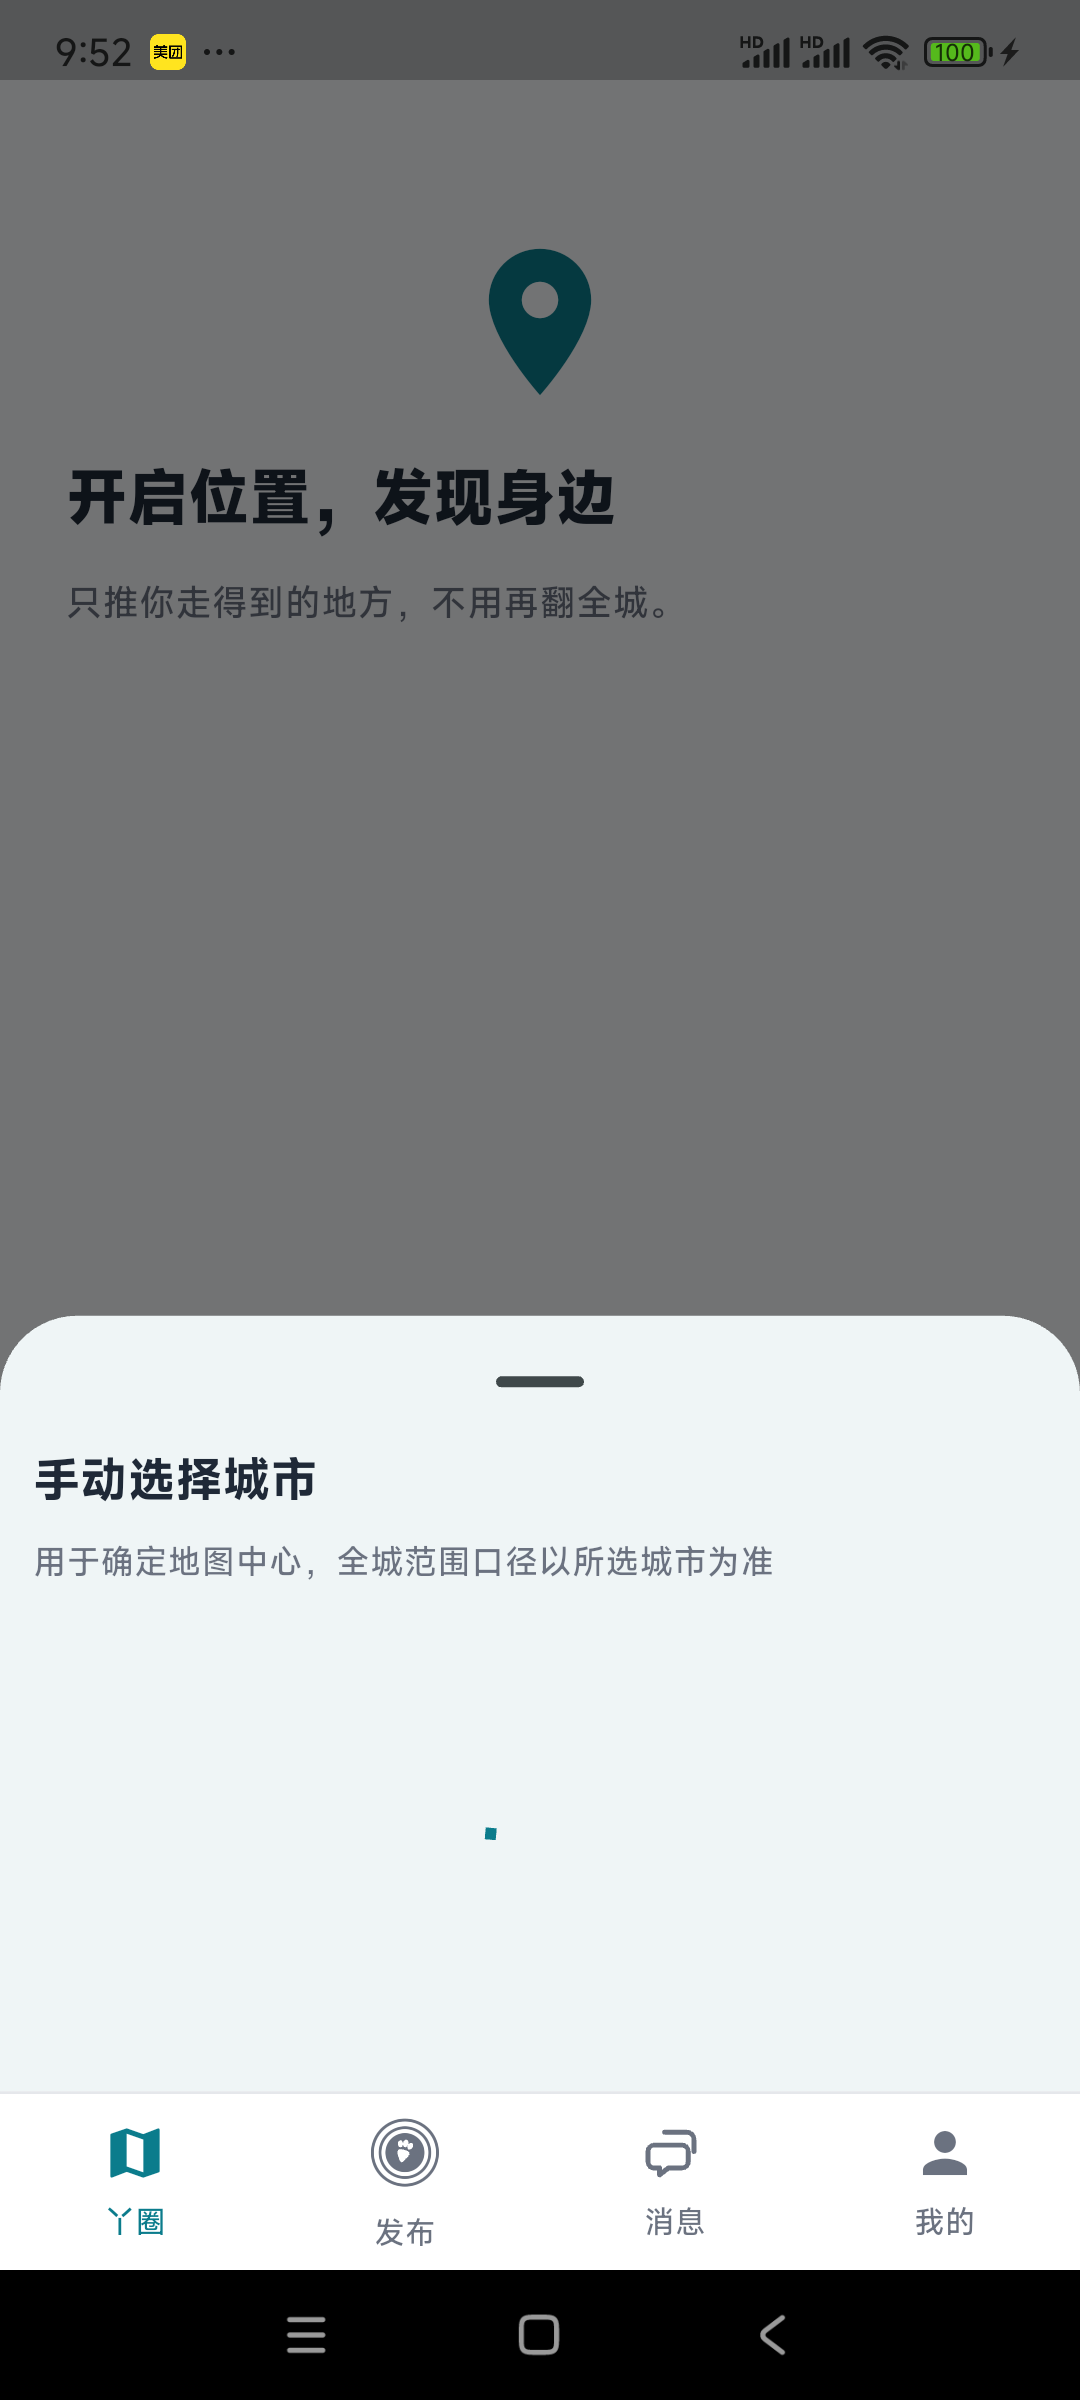 9:52 美团 ... HD HD 100
开启位置，发现身边
只推你走得到的地方，不用再翻全城。
手动选择城市
用于确定地图中心，全城范围口径以所选城市为准
丫圈
发布
消息
我的